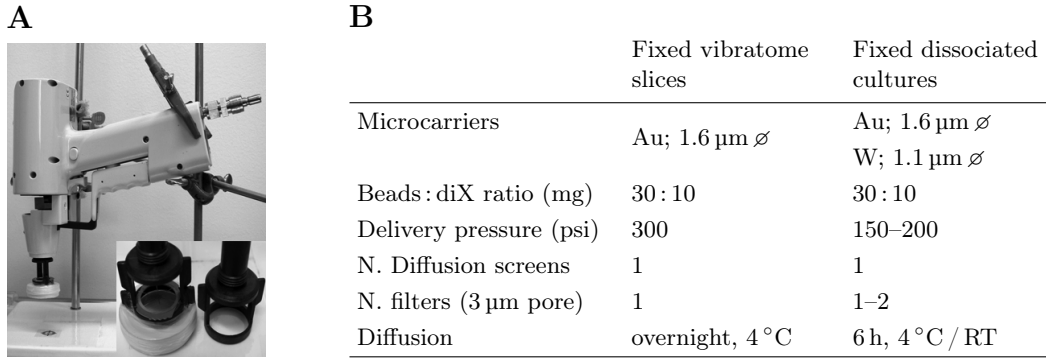 A
B
Fixed vibratome slices
Fixed dissociated cultures
Microcarriers
Au; 1.6 µm ⌀
Au; 1.6 µm ⌀
W; 1.1 µm ⌀
Beads : diX ratio (mg) 30 : 10 30 : 10
Delivery pressure (psi) 300 150–200
N. Diffusion screens 1 1
N. filters (3 µm pore) 1 1–2
Diffusion overnight, 4 °C 6 h, 4 °C / RT